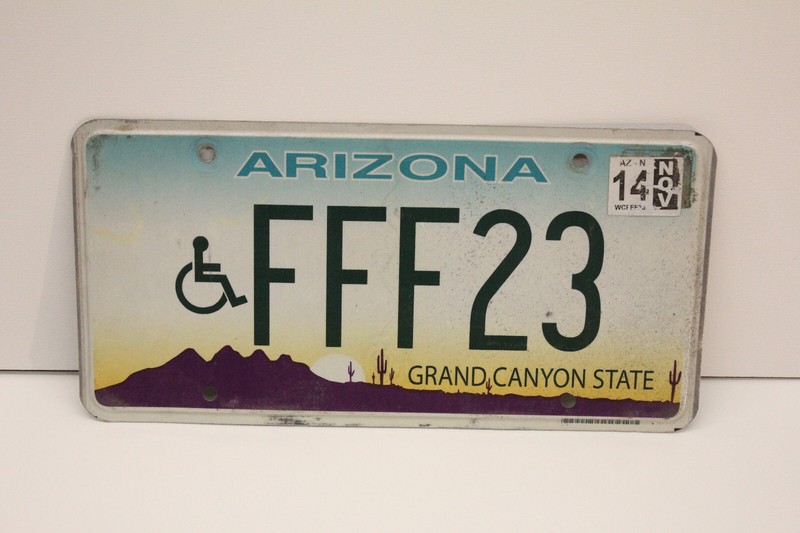 ARIZONA
AZ - N
14 NOV
FFF23
GRAND CANYON STATE